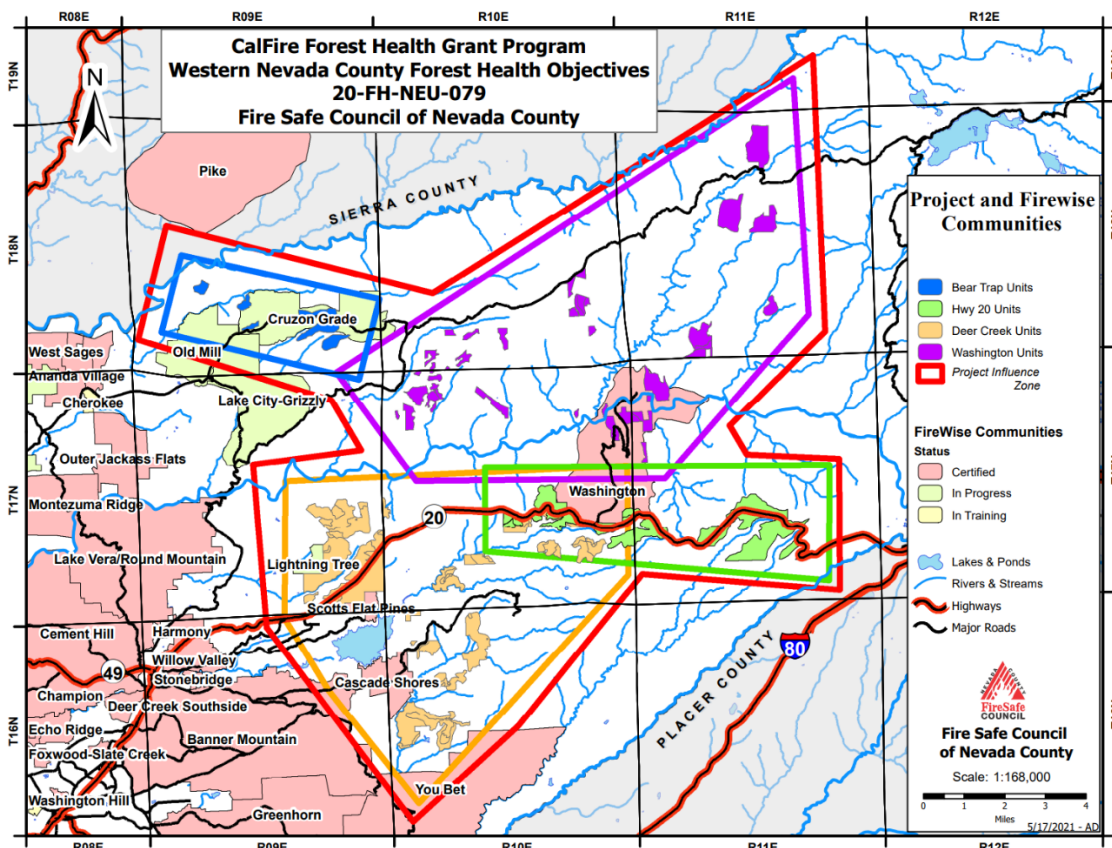 R08E
R09E
R10E
R11E
R12E
CalFire Forest Health Grant Program
Western Nevada County Forest Health Objectives
20-FH-NEU-079
Fire Safe Council of Nevada County
T19N
N
Pike
SIERRA COUNTY
T18N
Cruzon Grade
Old Mill
West Sages
Ananda Village
Cherokee
Lake City-Grizzly
Outer Jackass Flats
Montezuma Ridge
T17N
Washington
20
Lake Vera/Round Mountain
Lightning Tree
Scotts Flat Pines
Cement Hill
Harmony
Willow Valley
49
Stonebridge
Cascade Shores
Champion
Deer Creek Southside
T16N
Echo Ridge
Banner Mountain
Foxwood-Slate Creek
You Bet
Washington Hill
Greenhorn
80
PLACER COUNTY
Project and Firewise
Communities
Bear Trap Units
Hwy 20 Units
Deer Creek Units
Washington Units
Project Influence
Zone
FireWise Communities
Status
Certified
In Progress
In Training
Lakes & Ponds
Rivers & Streams
Highways
Major Roads
NEVADA COUNTY
FireSafe
COUNCIL
Fire Safe Council
of Nevada County
Scale: 1:168,000
0 1 2 3 4
Miles
5/17/2021 - AD
R08E
R09E
R10E
R11E
R12E